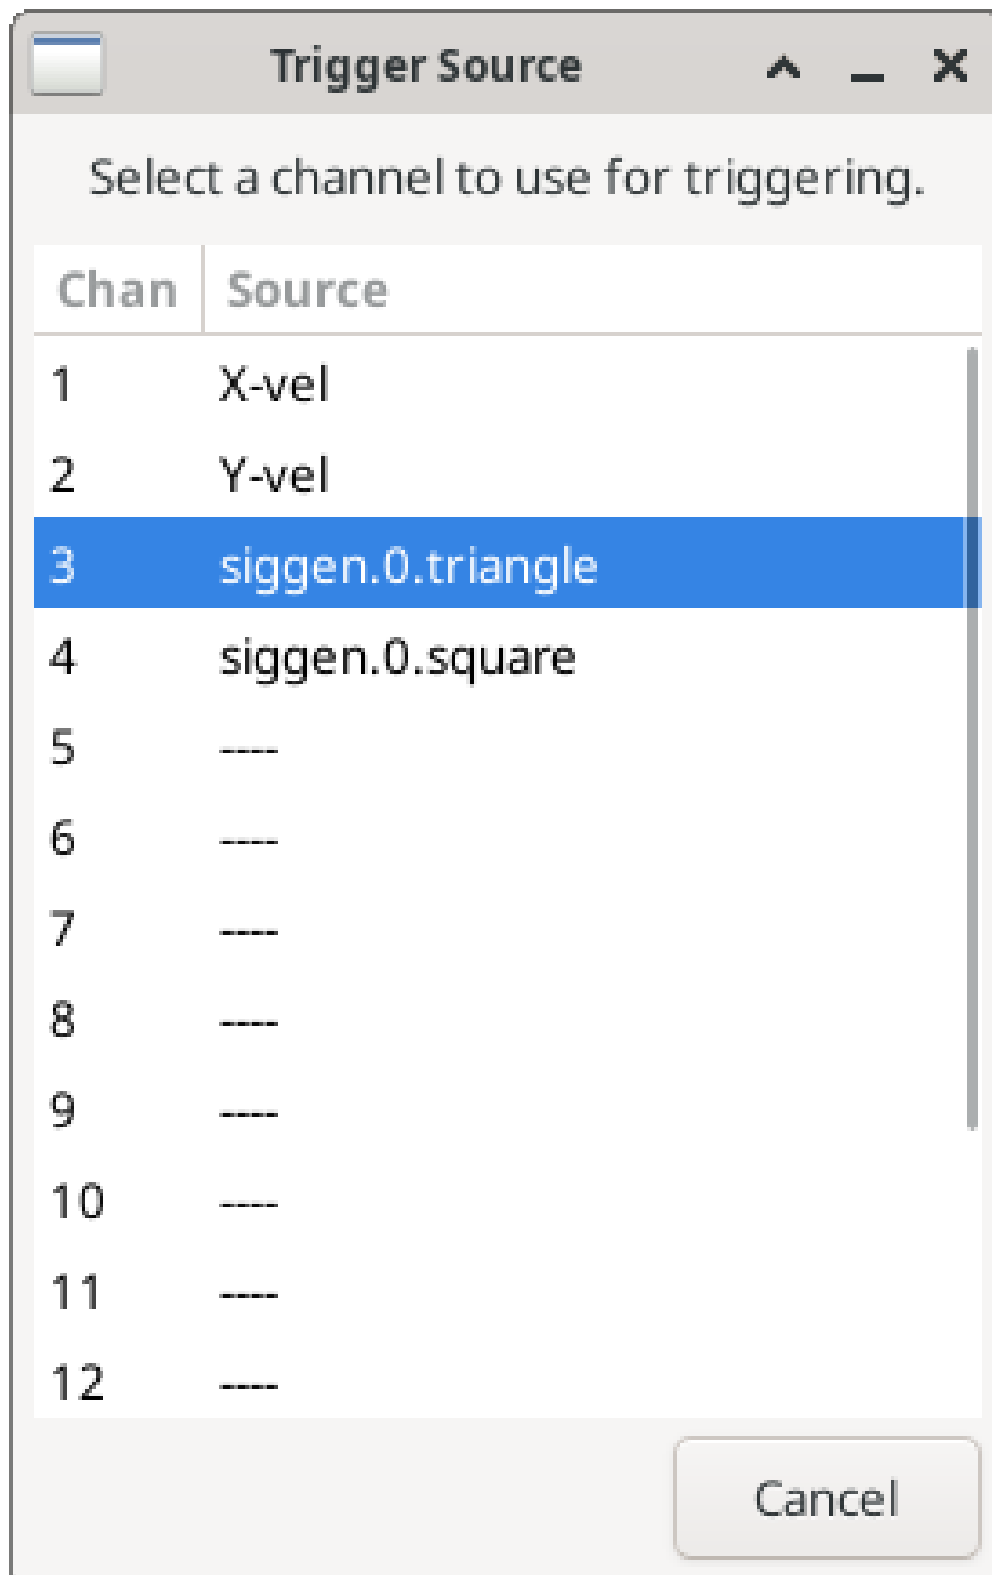 Trigger Source
Select a channel to use for triggering.
Chan Source
1 X-vel
2 Y-vel
3 siggen.0.triangle
4 siggen.0.square
5 ----
6 ----
7 ----
8 ----
9 ----
10 ----
11 ----
12 ----
Cancel